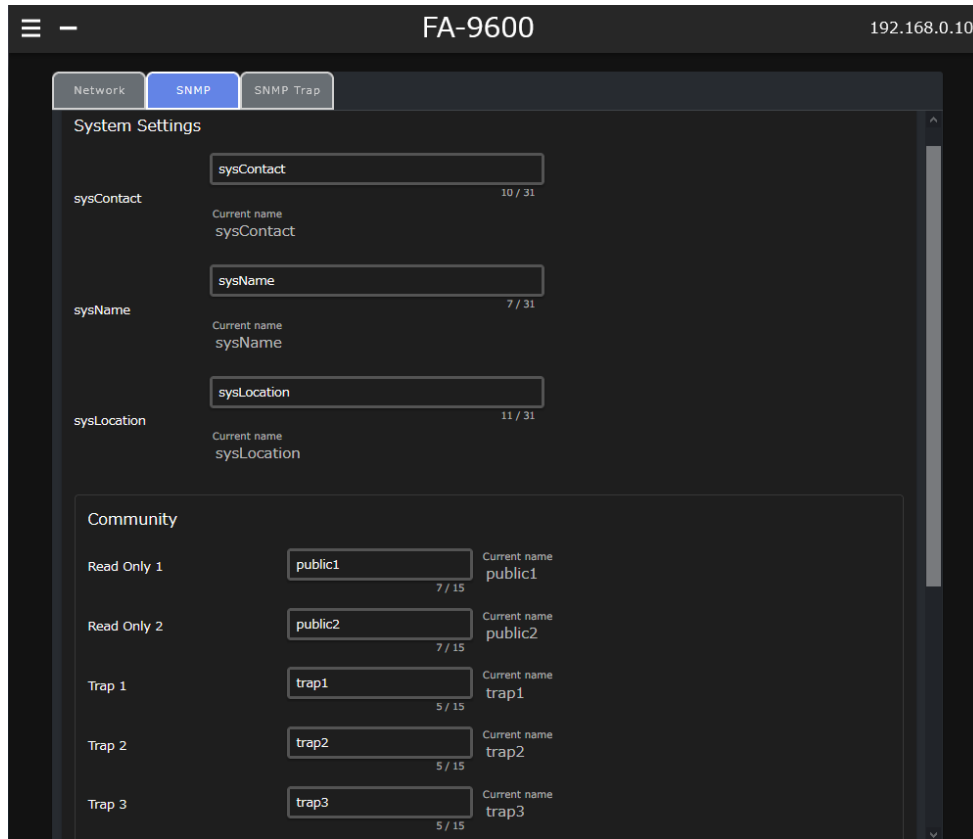 FA-9600
192.168.0.10
Network SNMP SNMP Trap
System Settings
sysContact
sysContact
10 / 31
Current name
sysContact
sysName
sysName
7 / 31
Current name
sysName
sysLocation
sysLocation
11 / 31
Current name
sysLocation
Community
Read Only 1
public1
7 / 15
Current name
public1
Read Only 2
public2
7 / 15
Current name
public2
Trap 1
trap1
5 / 15
Current name
trap1
Trap 2
trap2
5 / 15
Current name
trap2
Trap 3
trap3
5 / 15
Current name
trap3